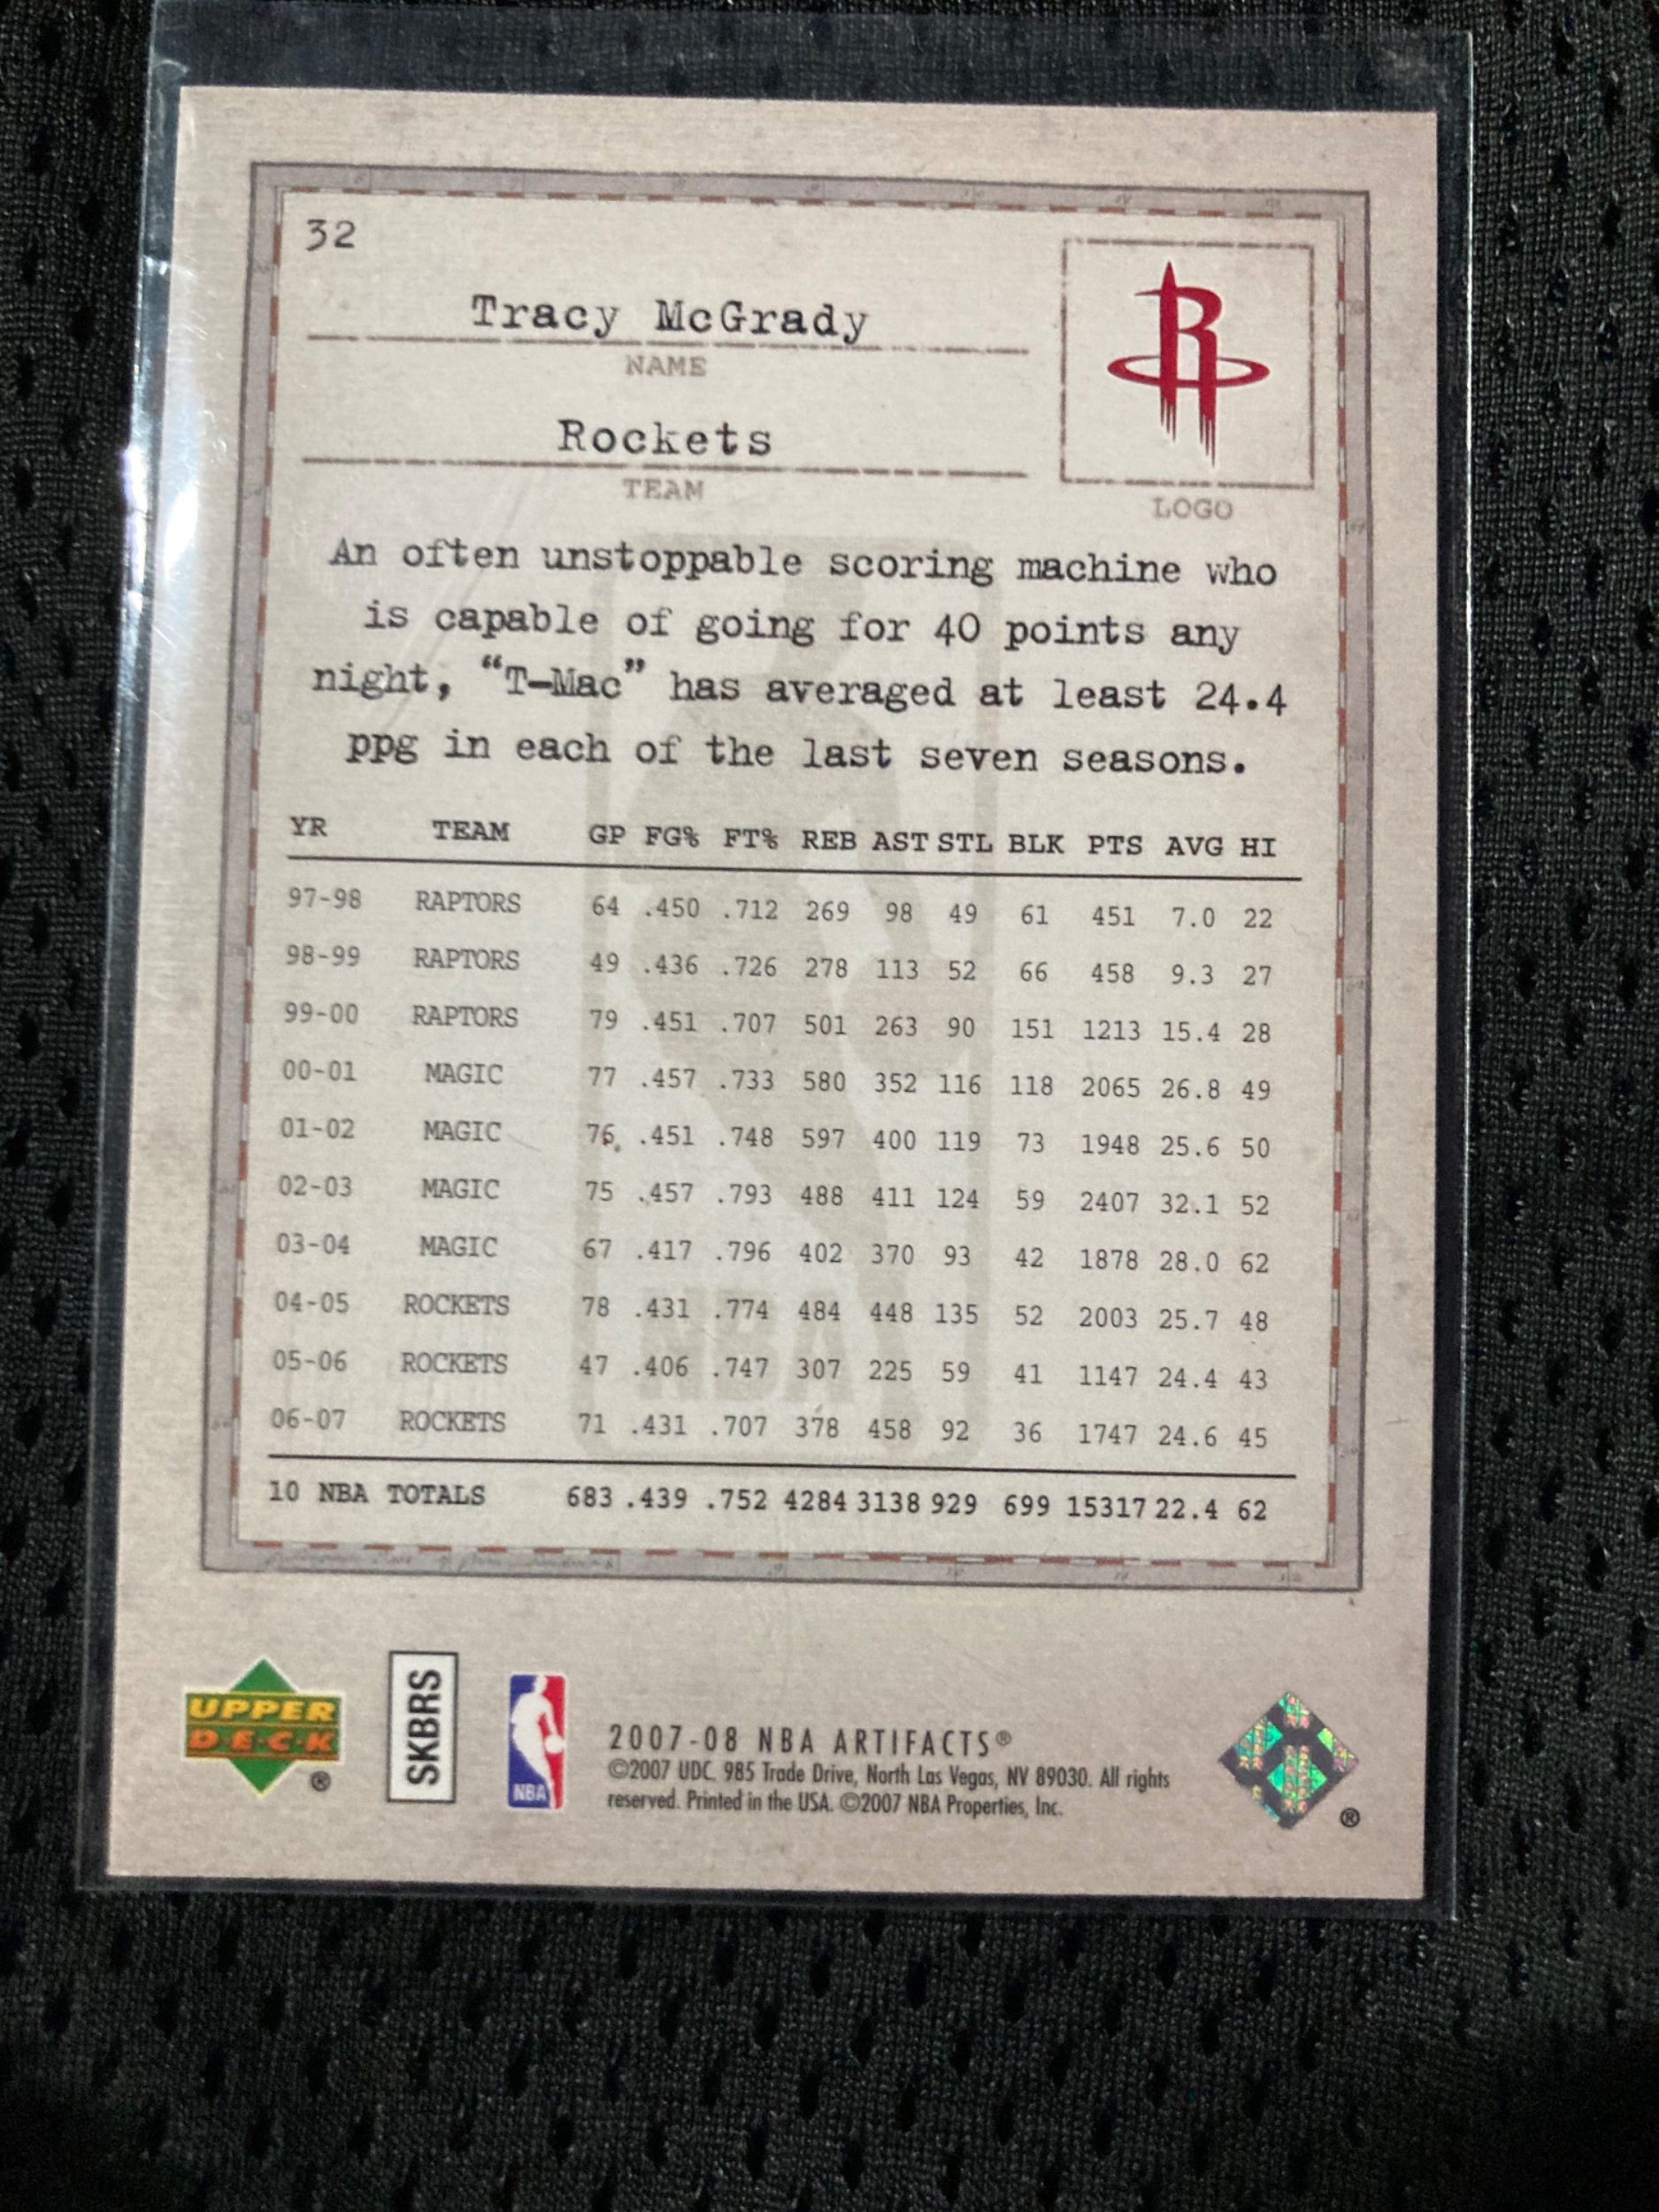 32
Tracy McGrady
NAME
Rockets
TEAM
LOGO
An often unstoppable scoring machine who
is capable of going for 40 points any
night, “T-Mac” has averaged at least 24.4
ppg in each of the last seven seasons.
YR TEAM GP FG% FT% REB AST STL BLK PTS AVG HI
97-98 RAPTORS 64 .450 .712 269 98 49 61 451 7.0 22
98-99 RAPTORS 49 .436 .726 278 113 52 66 458 9.3 27
99-00 RAPTORS 79 .451 .707 501 263 90 151 1213 15.4 28
00-01 MAGIC 77 .457 .733 580 352 116 118 2065 26.8 49
01-02 MAGIC 76 .451 .748 597 400 119 73 1948 25.6 50
02-03 MAGIC 75 .457 .793 488 411 124 59 2407 32.1 52
03-04 MAGIC 67 .417 .796 402 370 93 42 1878 28.0 62
04-05 ROCKETS 78 .431 .774 484 448 135 52 2003 25.7 48
05-06 ROCKETS 47 .406 .747 307 225 59 41 1147 24.4 43
06-07 ROCKETS 71 .431 .707 378 458 92 36 1747 24.6 45
10 NBA TOTALS 683 .439 .752 4284 3138 929 699 15317 22.4 62
NBA
UPPER
DECK
®
SKBRS
NBA
2007-08 NBA ARTIFACTS®
©2007 UDC. 985 Trade Drive, North Las Vegas, NV 89030. All rights
reserved. Printed in the USA. ©2007 NBA Properties, Inc.
®